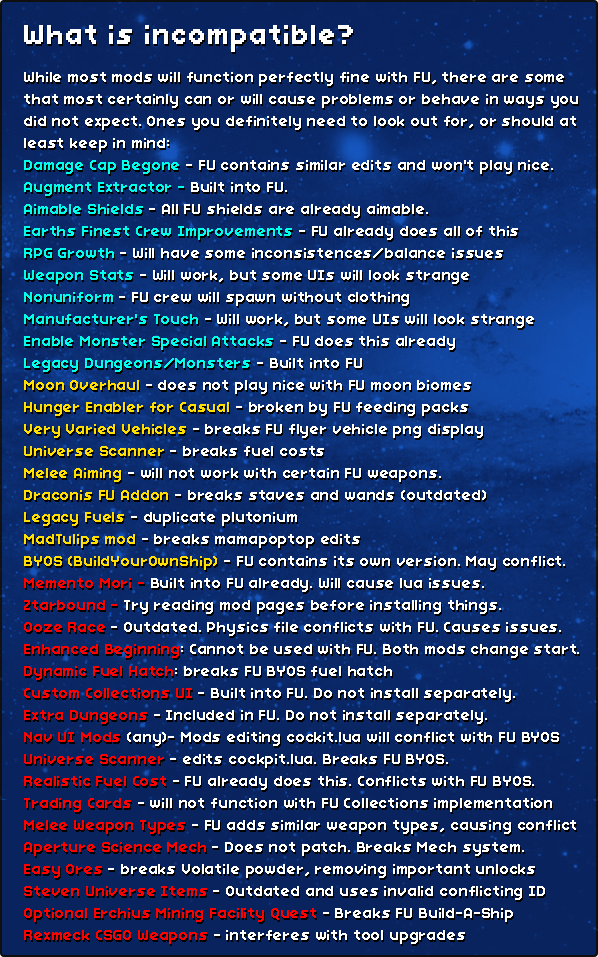 What is incompatible?
While most mods will function perfectly fine with FU, there are some
that most certainly can or will cause problems or behave in ways you
did not expect. Ones you definitely need to look out for, or should at
least keep in mind:
Damage Cap Begone - FU contains similar edits and won't play nice.
Augment Extractor - Built into FU.
Aimable Shields - All FU shields are already aimable.
Earths Finest Crew Improvements - FU already does all of this
RPG Growth - Will have some inconsistences/balance issues
Weapon Stats - Will work, but some UIs will look strange
Nonuniform - FU crew will spawn without clothing
Manufacturer's Touch - Will work, but some UIs will look strange
Enable Monster Special Attacks - FU does this already
Legacy Dungeons/Monsters - Built into FU
Moon Overhaul - does not play nice with FU moon biomes
Hunger Enabler for Casual - broken by FU feeding packs
Very Varied Vehicles - breaks FU flyer vehicle png display
Universe Scanner - breaks fuel costs
Melee Aiming - will not work with certain FU weapons.
Draconis FU Addon - breaks staves and wands (outdated)
Legacy Fuels - duplicate plutonium
MadTulips mod - breaks mamapoptop edits
BYOS (BuildYourOwnShip) - FU contains its own version. May conflict.
Memento Mori - Built into FU already. Will cause lua issues.
Ztarbound - Try reading mod pages before installing things.
Ooze Race - Outdated. Physics file conflicts with FU. Causes issues.
Enhanced Beginning: Cannot be used with FU. Both mods change start.
Dynamic Fuel Hatch: breaks FU BYOS fuel hatch
Custom Collections UI - Built into FU. Do not install separately.
Extra Dungeons - Included in FU. Do not install separately.
Nav UI Mods (any)- Mods editing cockit.lua will conflict with FU BYOS
Universe Scanner - edits cockpit.lua. Breaks FU BYOS.
Realistic Fuel Cost - FU already does this. Conflicts with FU BYOS.
Trading Cards - will not function with FU Collections implementation
Melee Weapon Types - FU adds similar weapon types, causing conflict
Aperture Science Mech - Does not patch. Breaks Mech system.
Easy Ores - breaks Volatile powder, removing important unlocks
Steven Universe Items - Outdated and uses invalid conflicting ID
Optional Erchius Mining Facility Quest - Breaks FU Build-A-Ship
Rexmeck CSGO Weapons - interferes with tool upgrades